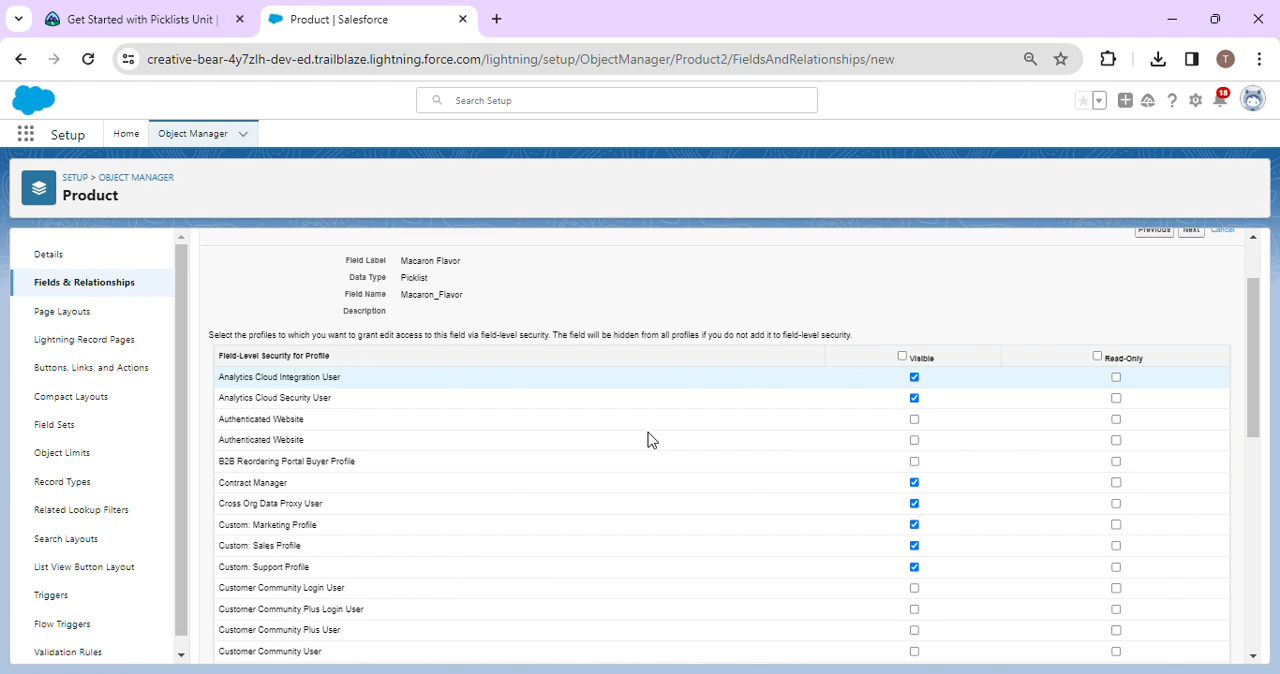 Get Started with Picklists Unit |
Product | Salesforce
creative-bear-4y7zlh-dev-ed.trailblaze.lightning.force.com/lightning/setup/ObjectManager/Product2/FieldsAndRelationships/new
T
Search Setup
18
Setup
Home
Object Manager
SETUP > OBJECT MANAGER
Product
Details
Fields & Relationships
Page Layouts
Lightning Record Pages
Buttons, Links, and Actions
Compact Layouts
Field Sets
Object Limits
Record Types
Related Lookup Filters
Search Layouts
List View Button Layout
Triggers
Flow Triggers
Validation Rules
Previous Next Cancel
Field Label Macaron Flavor
Data Type Picklist
Field Name Macaron_Flavor
Description
Select the profiles to which you want to grant edit access to this field via field-level security. The field will be hidden from all profiles if you do not add it to field-level security.
Field-Level Security for Profile Visible Read-Only
Analytics Cloud Integration User
Analytics Cloud Security User
Authenticated Website
Authenticated Website
B2B Reordering Portal Buyer Profile
Contract Manager
Cross Org Data Proxy User
Custom: Marketing Profile
Custom: Sales Profile
Custom: Support Profile
Customer Community Login User
Customer Community Plus Login User
Customer Community Plus User
Customer Community User